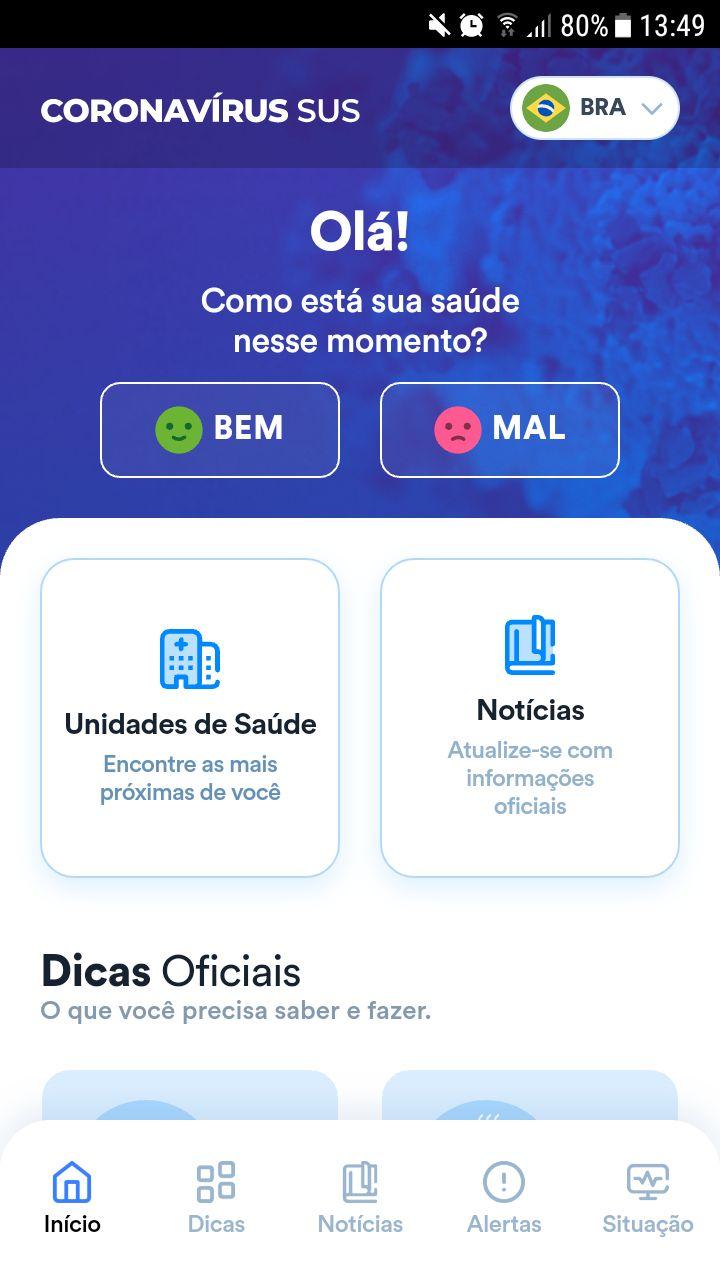 80% 13:49
CORONAVÍRUS SUS
BRA
Olá!
Como está sua saúde
nesse momento?
BEM
MAL
Unidades de Saúde
Encontre as mais
próximas de você
Notícias
Atualize-se com
informações
oficiais
Dicas Oficiais
O que você precisa saber e fazer.
Início
Dicas
Notícias
Alertas
Situação